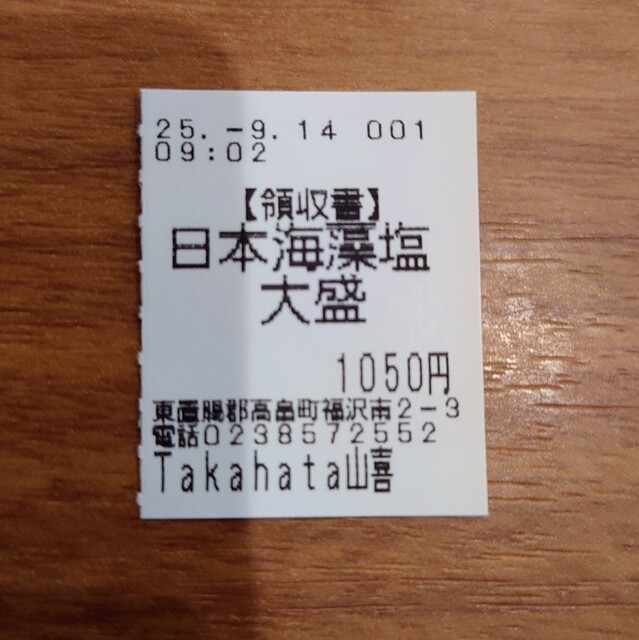 25.-9.14 001
09:02
【領収書】
日本海藻塩
大盛
1050円
東置賜郡高畠町福沢南2-3
電話0238572552
Takahata山喜